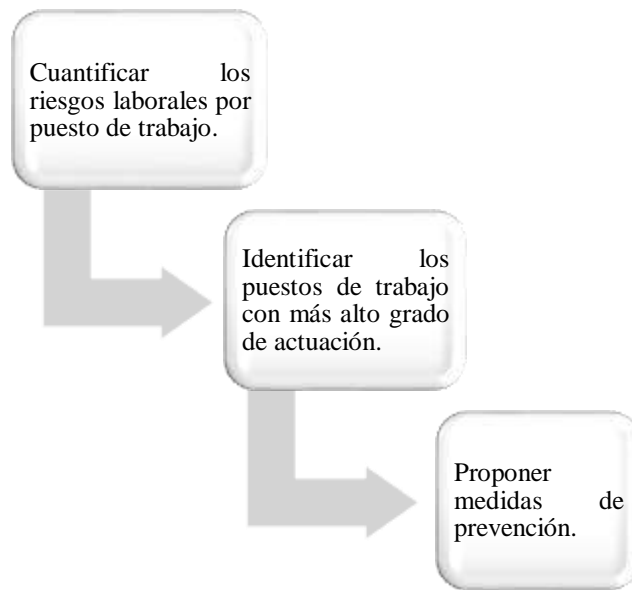 Cuantificar los
riesgos laborales por
puesto de trabajo.
Identificar los
puestos de trabajo
con más alto grado
de actuación.
Proponer
medidas de
prevención.